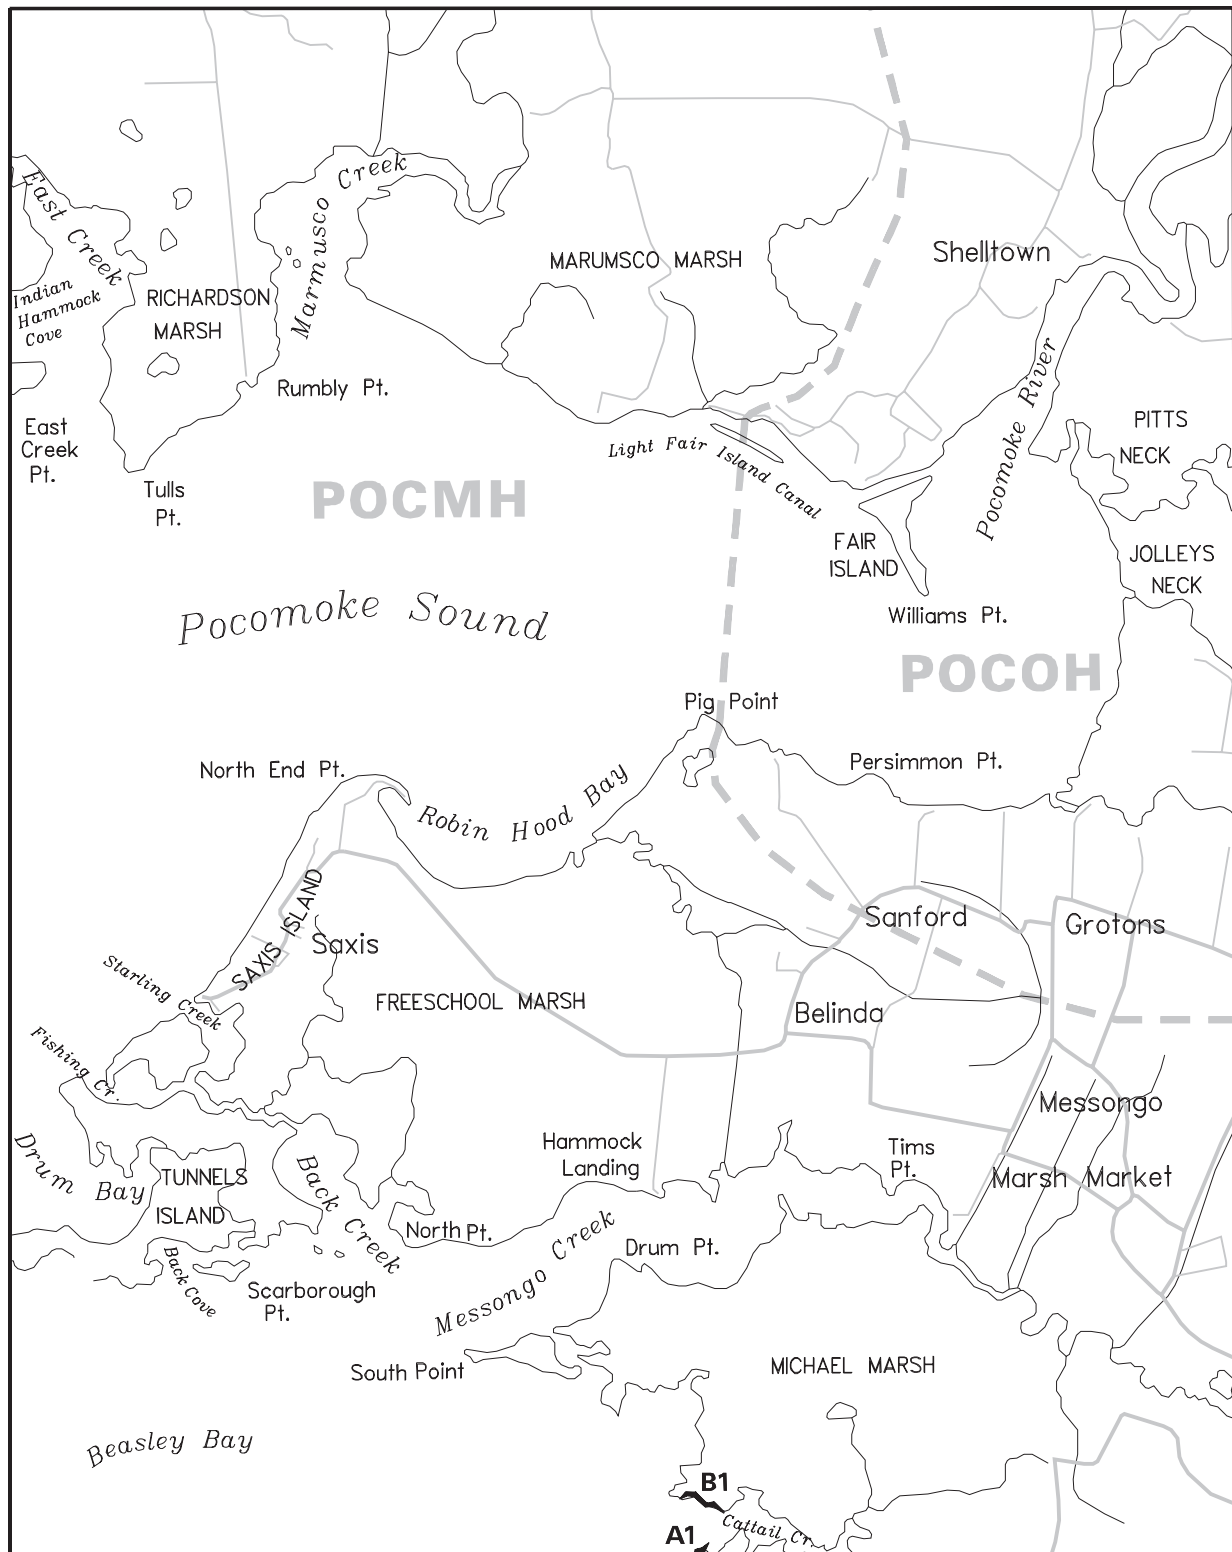 East Creek
Marmusco Creek
Indian
Hammock
Cove
RICHARDSON
MARSH
MARUMSCO MARSH
Shelltown
Rumbly Pt.
Pocomoke River
East
Creek
Pt.
Tulls
Pt.
POCMH
Light Fair Island Canal
PITTS
NECK
FAIR
ISLAND
JOLLEYS
NECK
Williams Pt.
Pocomoke Sound
POCOH
Pig Point
Persimmon Pt.
North End Pt.
Robin Hood Bay
SAXIS ISLAND
Saxis
Sanford
Grotons
Starling Creek
FREESCHOOL MARSH
Belinda
Fishing Cr.
Messongo
Drum Bay
TUNNELS
ISLAND
Back Creek
Hammock
Landing
Tims
Pt.
Marsh Market
North Pt.
Messongo Creek
Drum Pt.
Back Cove
Scarborough
Pt.
South Point
MICHAEL MARSH
Beasley Bay
B1
Cattail Cr.
A1